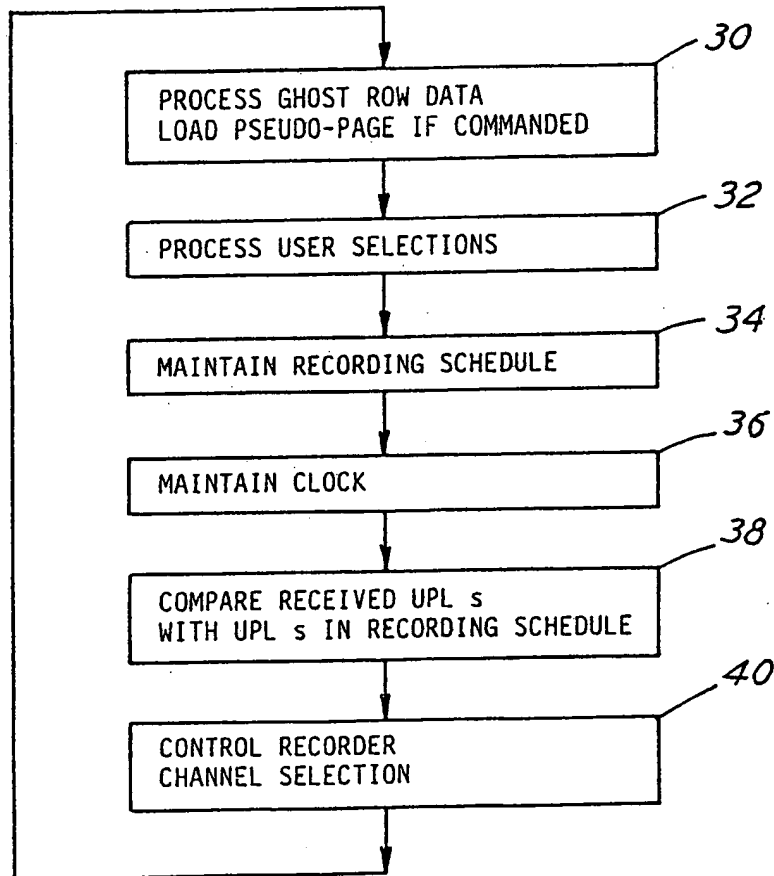 30
PROCESS GHOST ROW DATA
LOAD PSEUDO-PAGE IF COMMANDED
32
PROCESS USER SELECTIONS
34
MAINTAIN RECORDING SCHEDULE
36
MAINTAIN CLOCK
38
COMPARE RECEIVED UPL s
WITH UPL s IN RECORDING SCHEDULE
40
CONTROL RECORDER
CHANNEL SELECTION